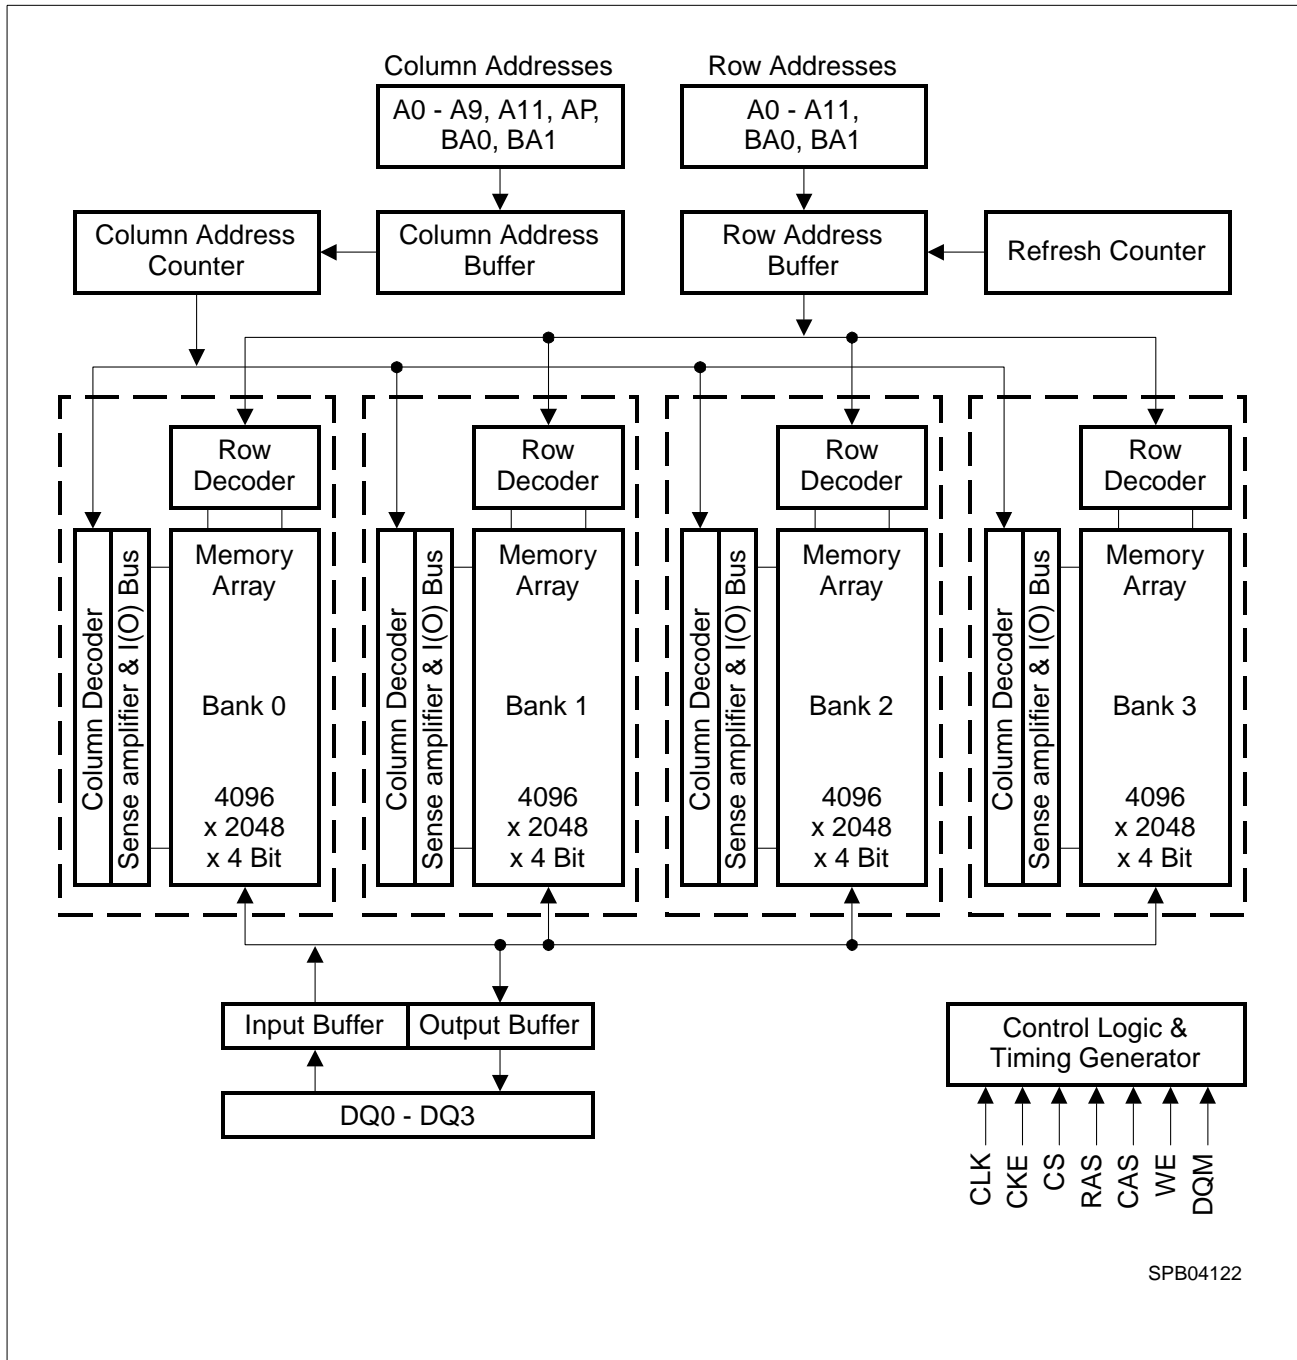 Column Addresses
Row Addresses
A0 - A9, A11, AP,
BA0, BA1
A0 - A11,
BA0, BA1
Column Address
Counter
Column Address
Buffer
Row Address
Buffer
Refresh Counter
Row
Decoder
Row
Decoder
Row
Decoder
Row
Decoder
Column Decoder
Sense amplifier & I(O) Bus
Memory
Array
Bank 0
4096
x 2048
x 4 Bit
Column Decoder
Sense amplifier & I(O) Bus
Memory
Array
Bank 1
4096
x 2048
x 4 Bit
Column Decoder
Sense amplifier & I(O) Bus
Memory
Array
Bank 2
4096
x 2048
x 4 Bit
Column Decoder
Sense amplifier & I(O) Bus
Memory
Array
Bank 3
4096
x 2048
x 4 Bit
Input Buffer
Output Buffer
DQ0 - DQ3
Control Logic &
Timing Generator
CLK
CKE
CS
RAS
CAS
WE
DQM
SPB04122